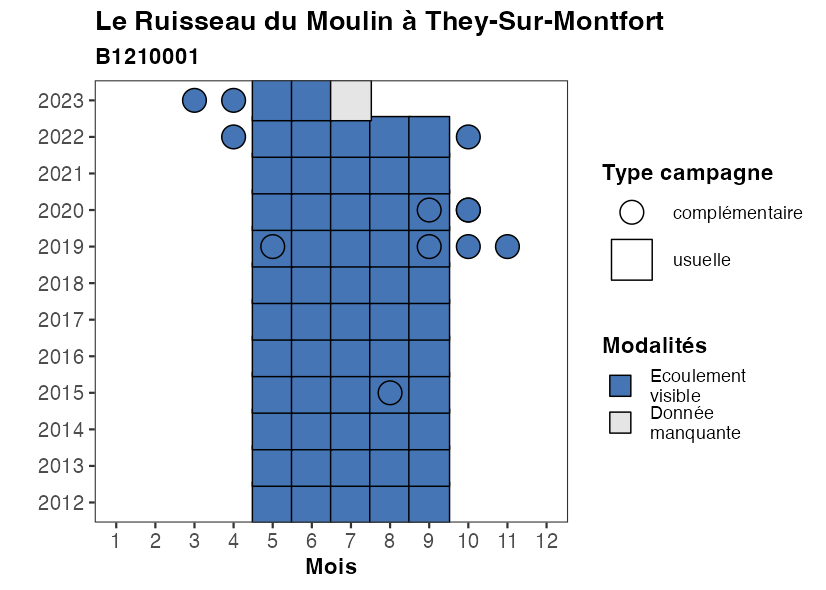 Le Ruisseau du Moulin à They-Sur-Montfort
B1210001
2023
2022
2021
2020
2019
2018
2017
2016
2015
2014
2013
2012
1 2 3 4 5 6 7 8 9 10 11 12
Mois
Type campagne
complémentaire
usuelle
Modalités
Ecoulement
visible
Donnée
manquante